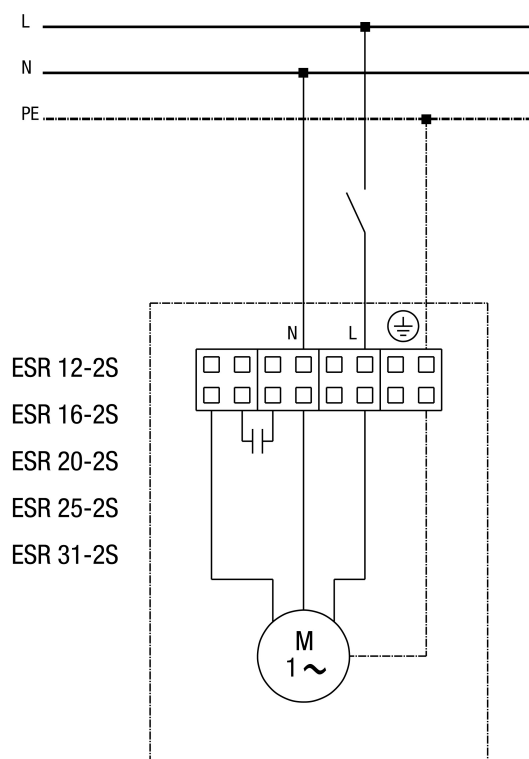 L
N
PE
N L
ESR 12-2S
ESR 16-2S
ESR 20-2S
ESR 25-2S
ESR 31-2S
M
1 ~